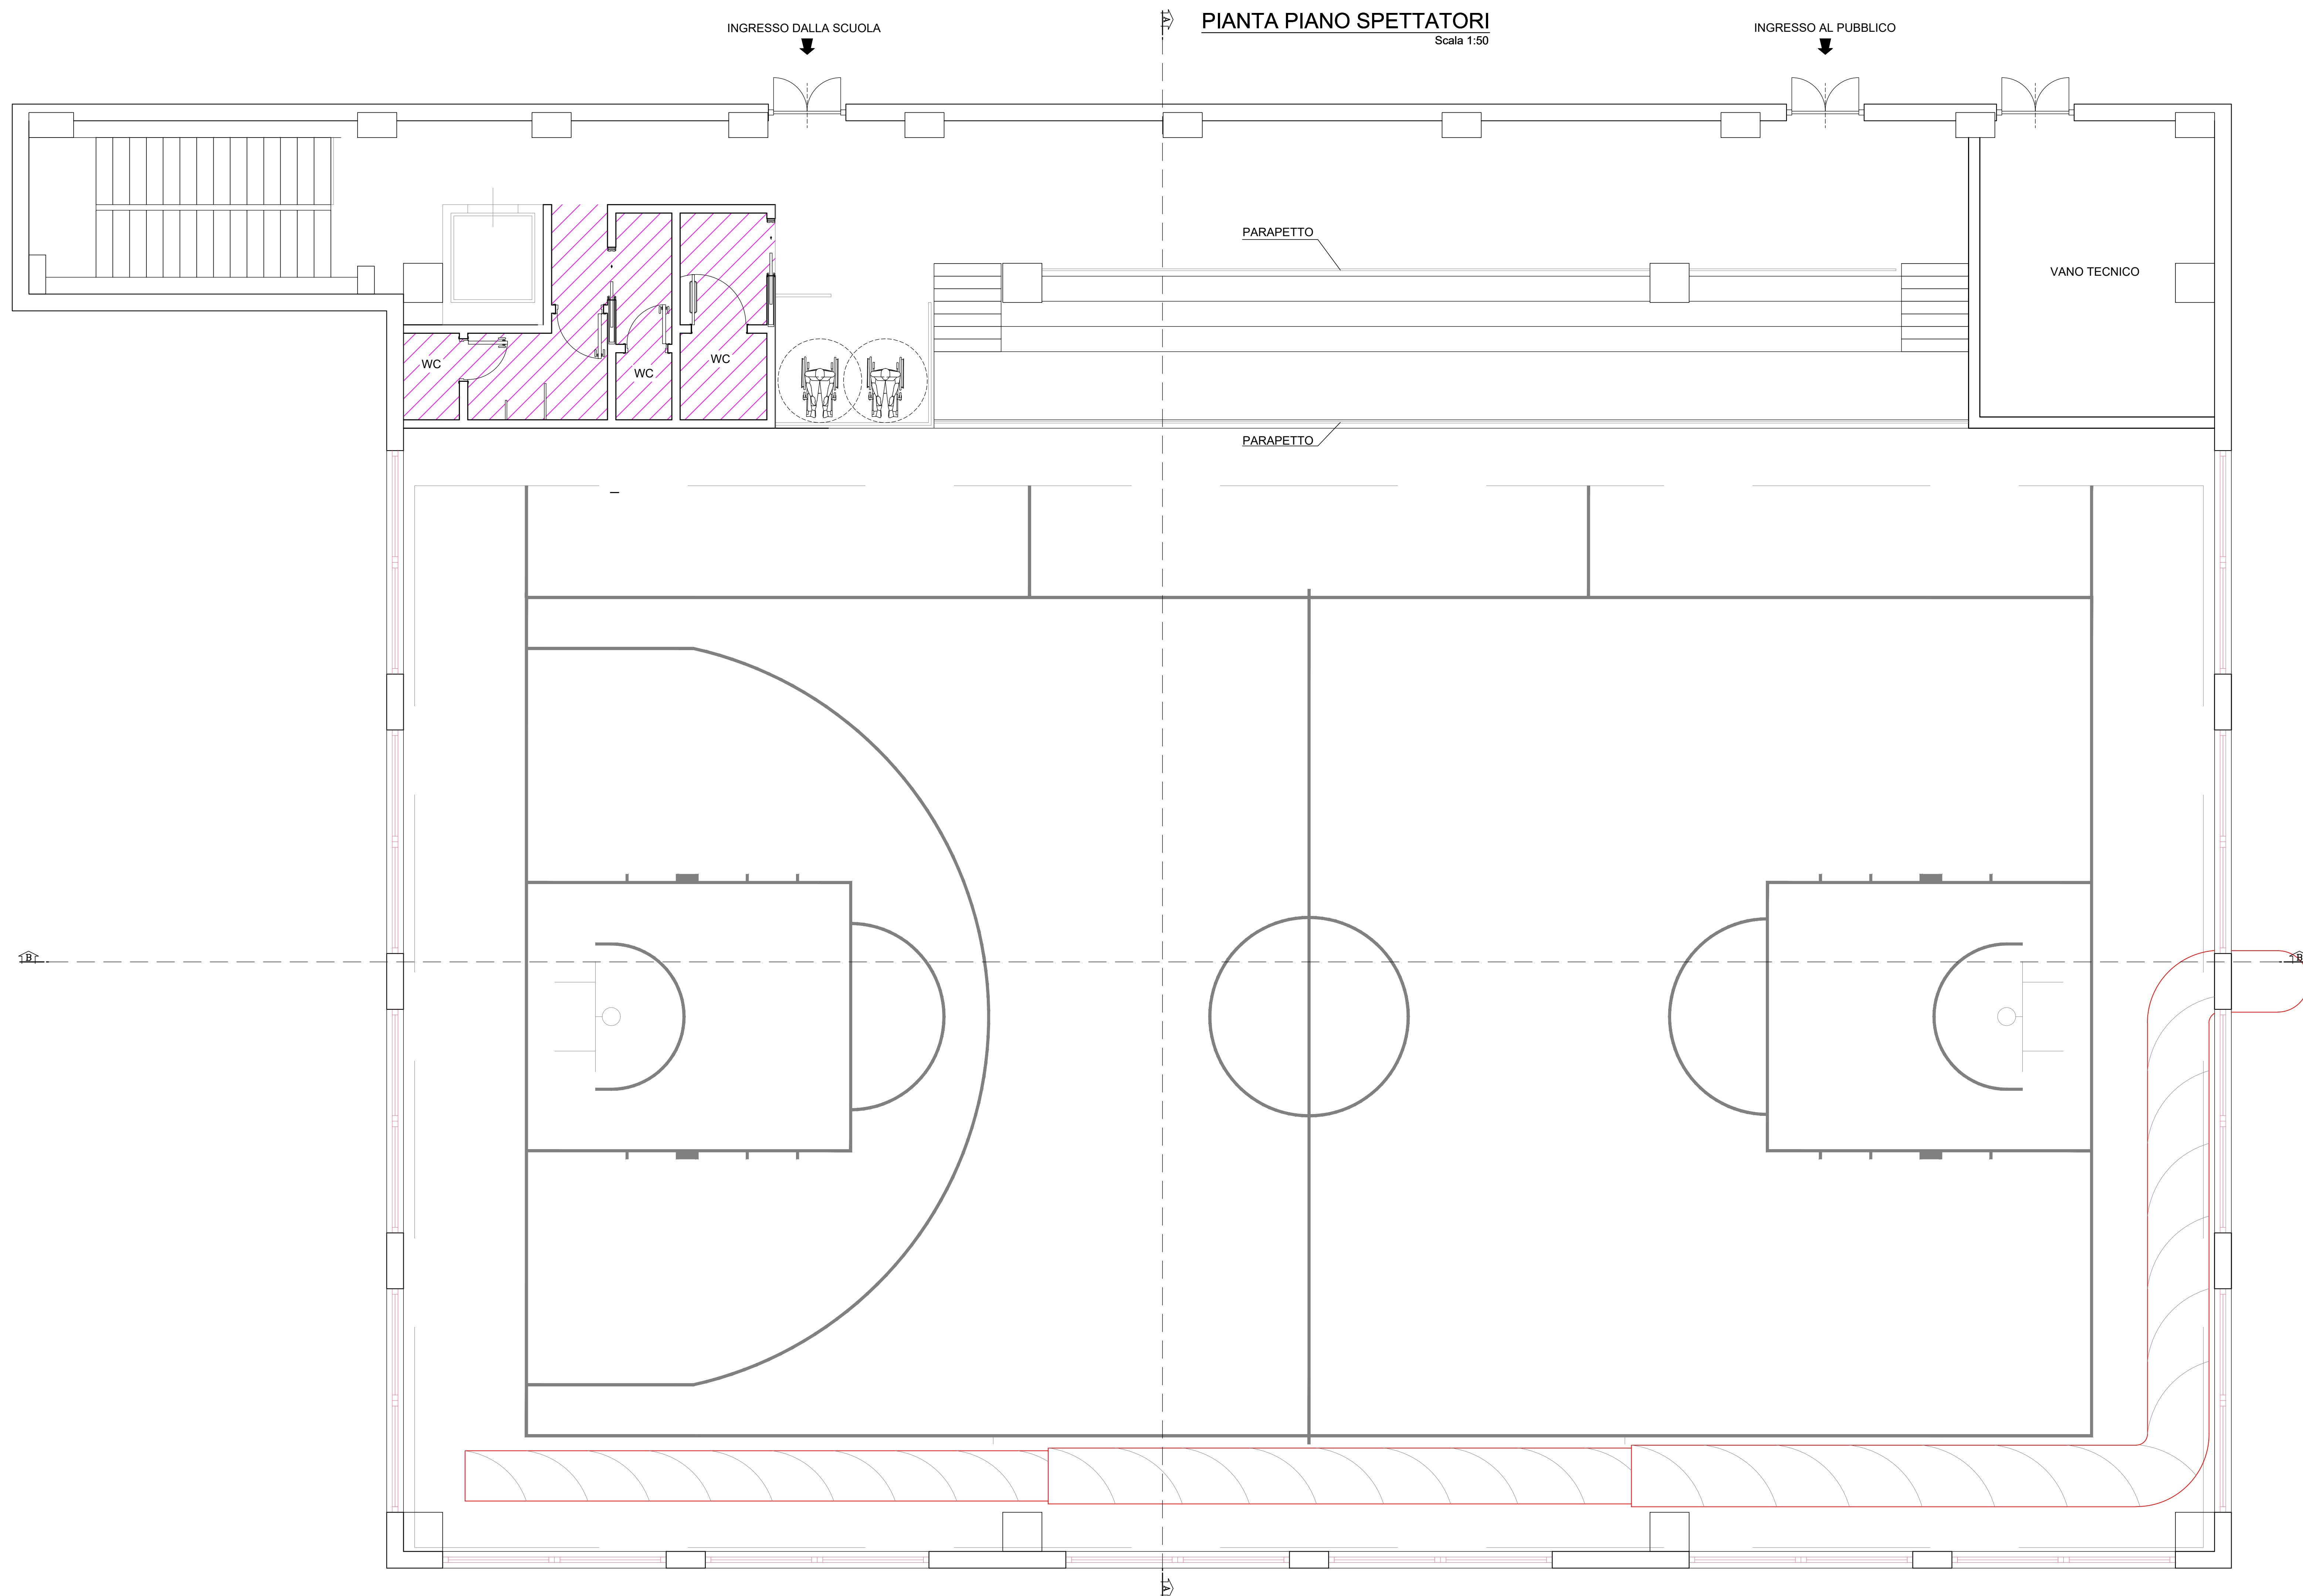 A
PIANTA PIANO SPETTATORI
Scala 1:50
INGRESSO DALLA SCUOLA
INGRESSO AL PUBBLICO
PARAPETTO
VANO TECNICO
WC
WC
WC
PARAPETTO
B
B
A